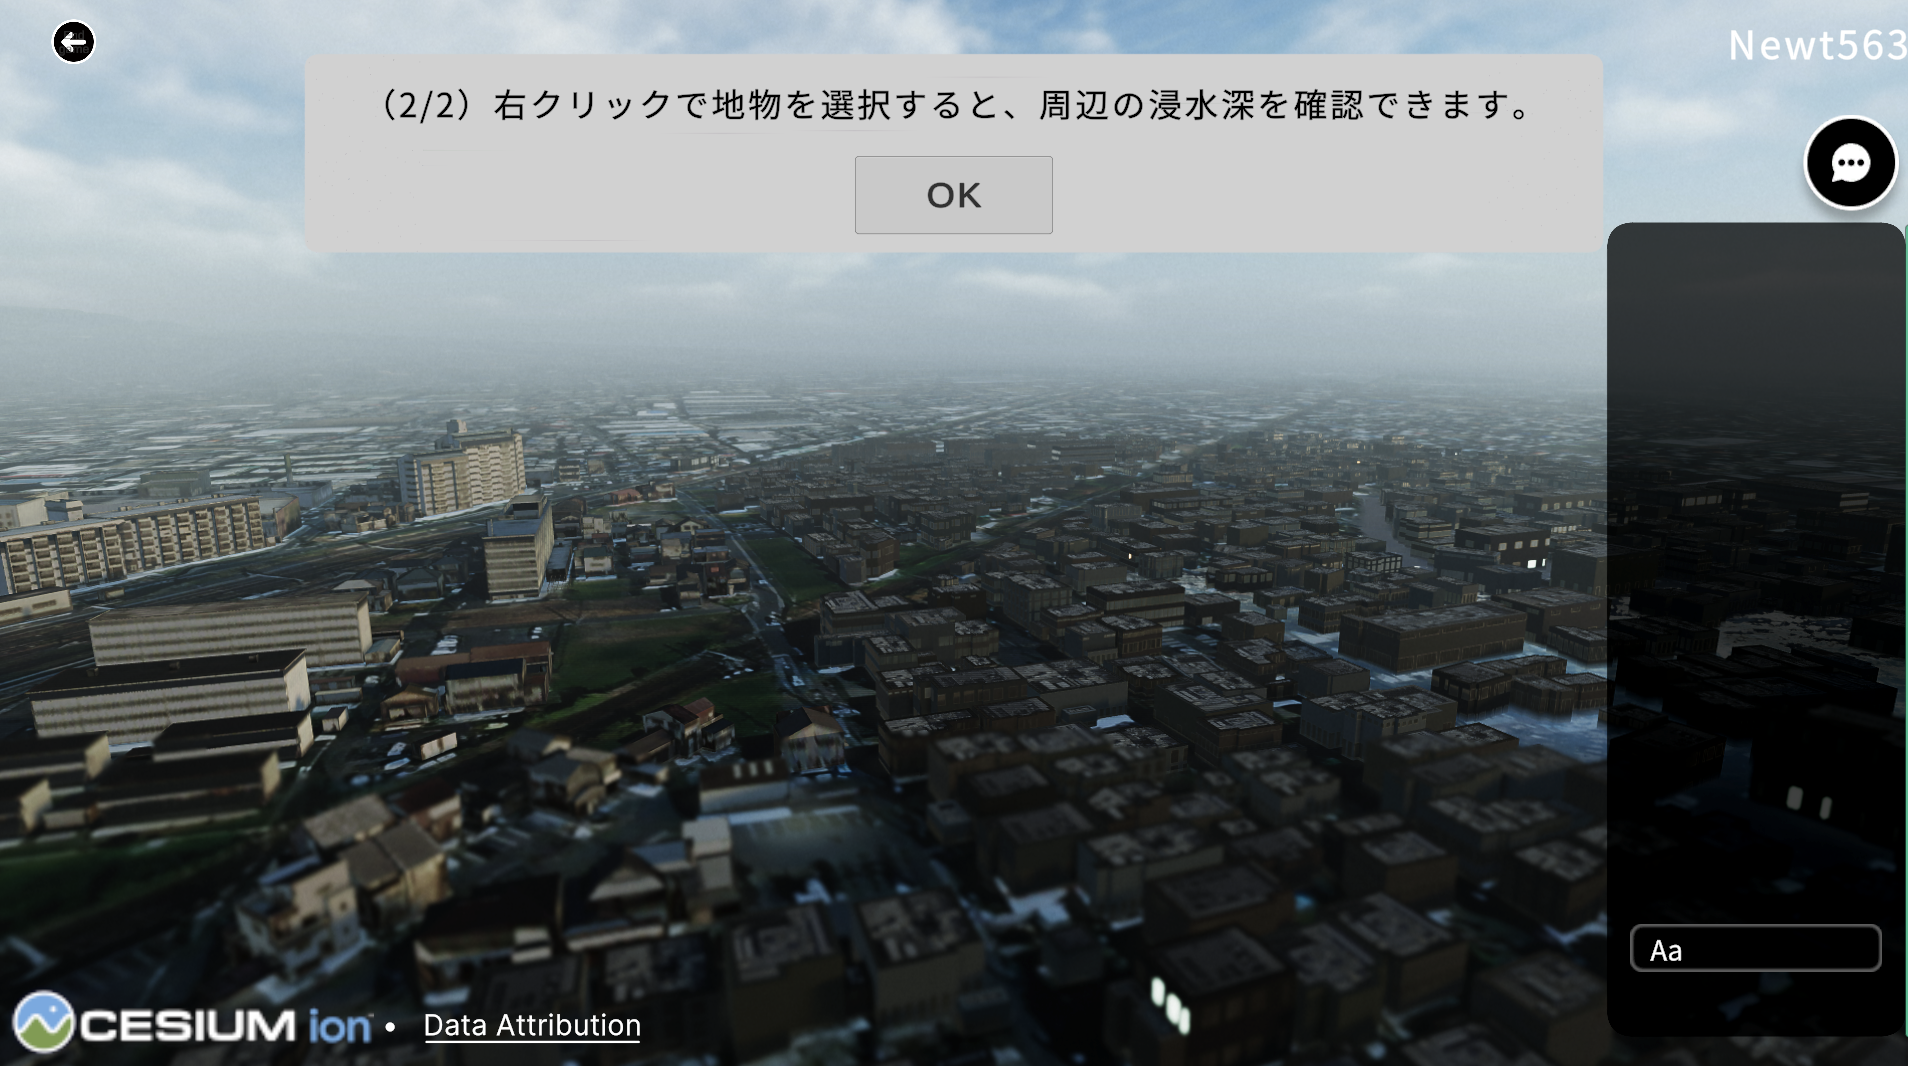 Newt563
（2/2）右クリックで地物を選択すると、周辺の浸水深を確認できます。
OK
Aa
CESIUM ion • Data Attribution